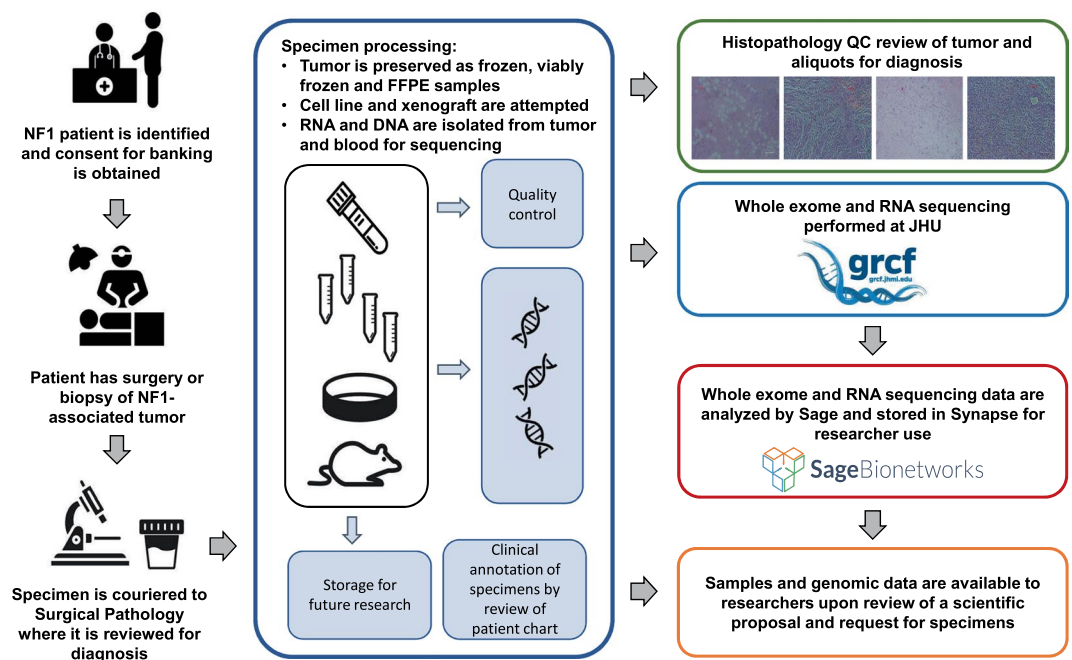 NF1 patient is identified
and consent for banking
is obtained
Patient has surgery or
biopsy of NF1-
associated tumor
Specimen is couriered to
Surgical Pathology
where it is reviewed for
diagnosis
Specimen processing:
• Tumor is preserved as frozen, viably
frozen and FFPE samples
• Cell line and xenograft are attempted
• RNA and DNA are isolated from tumor
and blood for sequencing
Quality
control
Storage for
future research
Clinical
annotation of
specimens by
review of
patient chart
Histopathology QC review of tumor and
aliquots for diagnosis
Whole exome and RNA sequencing
performed at JHU
grcf
grcf.jhmi.edu
Whole exome and RNA sequencing data are
analyzed by Sage and stored in Synapse for
researcher use
SageBionetworks
Samples and genomic data are available to
researchers upon review of a scientific
proposal and request for specimens